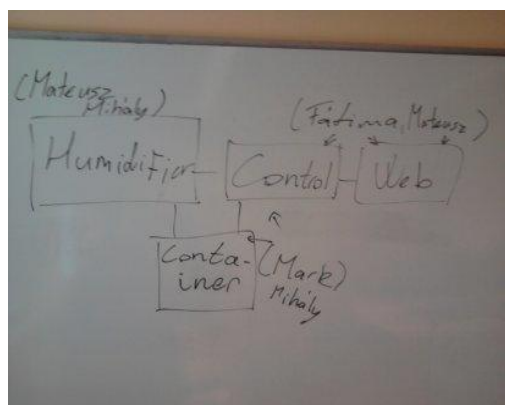 (Mateusz
Mihály)
(Fátima, Mateusz)
Humidifier
Control
Web
Conta-
iner
(Mark)
Mihály